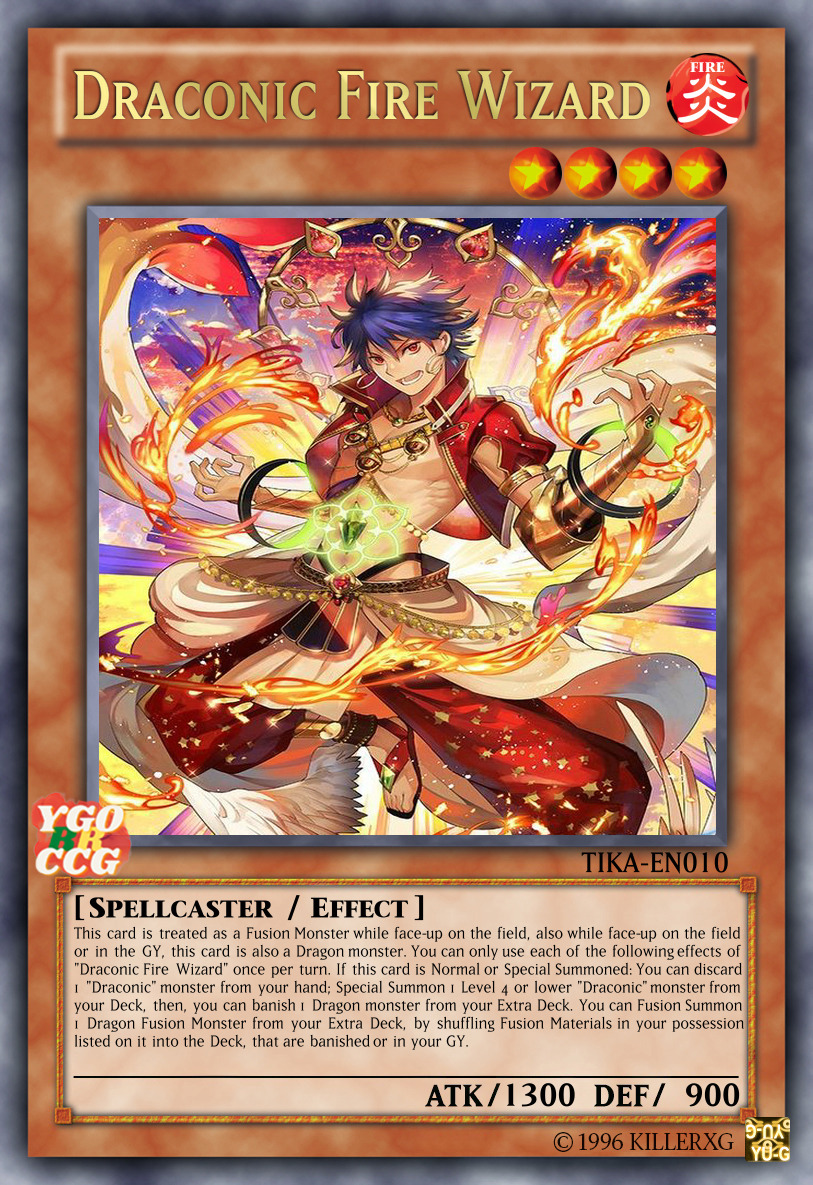 DRACONIC FIRE WIZARD
FIRE
炎
YGO
RR
CCG
TIKA-EN010
[ SPELLCASTER / EFFECT ]
This card is treated as a Fusion Monster while face-up on the field, also while face-up on the field
or in the GY, this card is also a Dragon monster. You can only use each of the following effects of
"Draconic Fire Wizard" once per turn. If this card is Normal or Special Summoned: You can discard
1 "Draconic" monster from your hand; Special Summon 1 Level 4 or lower "Draconic" monster from
your Deck, then, you can banish 1 Dragon monster from your Extra Deck. You can Fusion Summon
1 Dragon Fusion Monster from your Extra Deck, by shuffling Fusion Materials in your possession
listed on it into the Deck, that are banished or in your GY.
ATK/1300 DEF/ 900
© 1996 KILLERXG